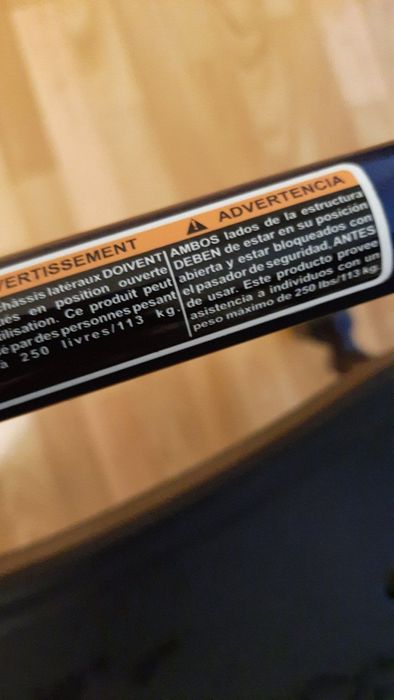 VERTISSEMENT
châssis latéraux DOIVENT
en position ouverte
tilisation. Ce produit peut
é par des personnes pesant
à 250 livres/113 kg.
⚠ ADVERTENCIA
AMBOS lados de la estructura
DEBEN de estar en su posición
abierta y estar bloqueados con
el pasador de seguridad. ANTES
de usar. Este producto provee
asistencia a individuos con un
peso máximo de 250 lbs/113 kg.